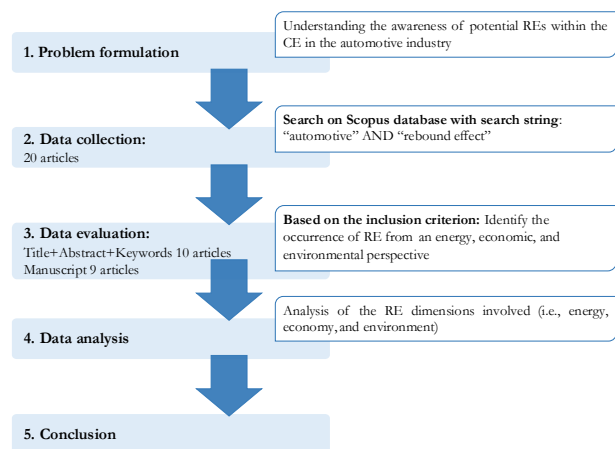 Understanding the awareness of potential REs within the
CE in the automotive industry
1. Problem formulation
Search on Scopus database with search string:
“automotive” AND “rebound effect”
2. Data collection:
20 articles
Based on the inclusion criterion: Identify the
occurrence of RE from an energy, economic, and
environmental perspective
3. Data evaluation:
Title+Abstract+Keywords 10 articles
Manuscript 9 articles
Analysis of the RE dimensions involved (i.e., energy,
economy, and environment)
4. Data analysis
5. Conclusion